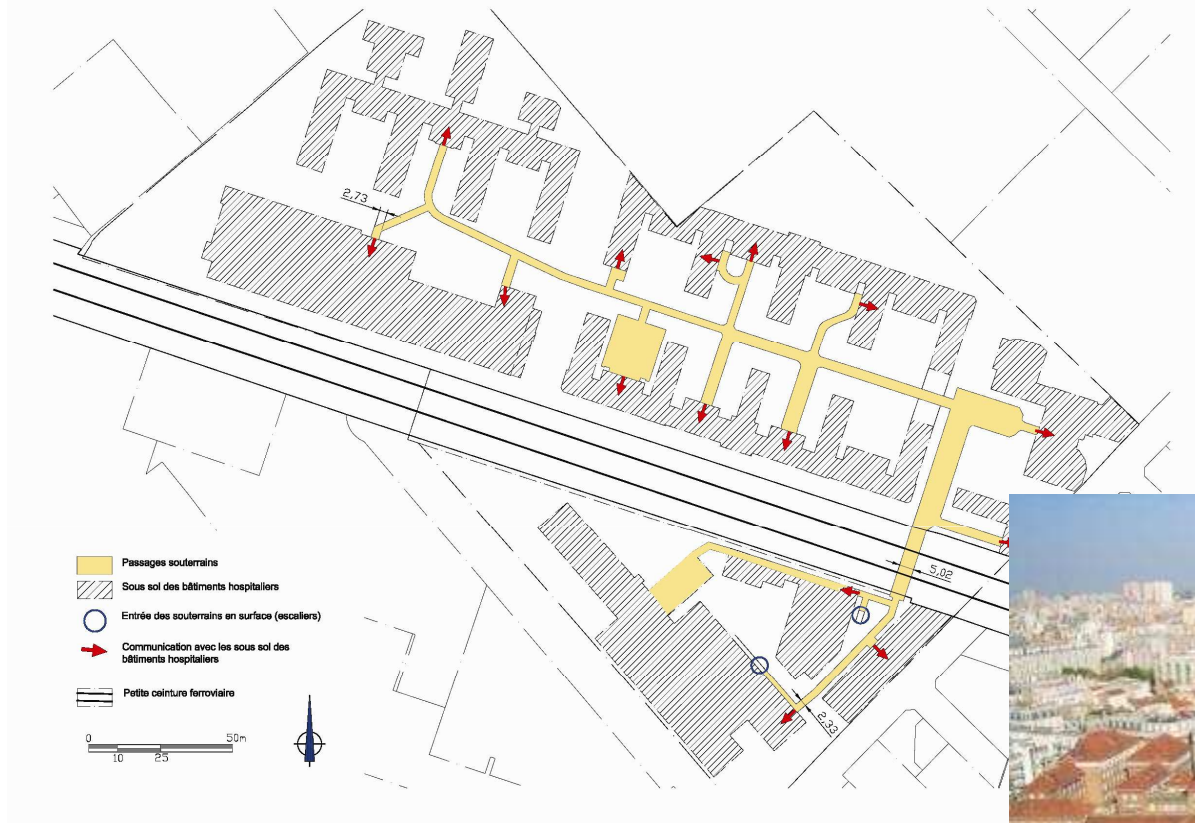 2,73
5,02
2,33
Passages souterrains
Sous sol des bâtiments hospitaliers
Entrée des souterrains en surface (escaliers)
Communication avec les sous sol des
bâtiments hospitaliers
Petite ceinture ferroviaire
0 50m
10 25